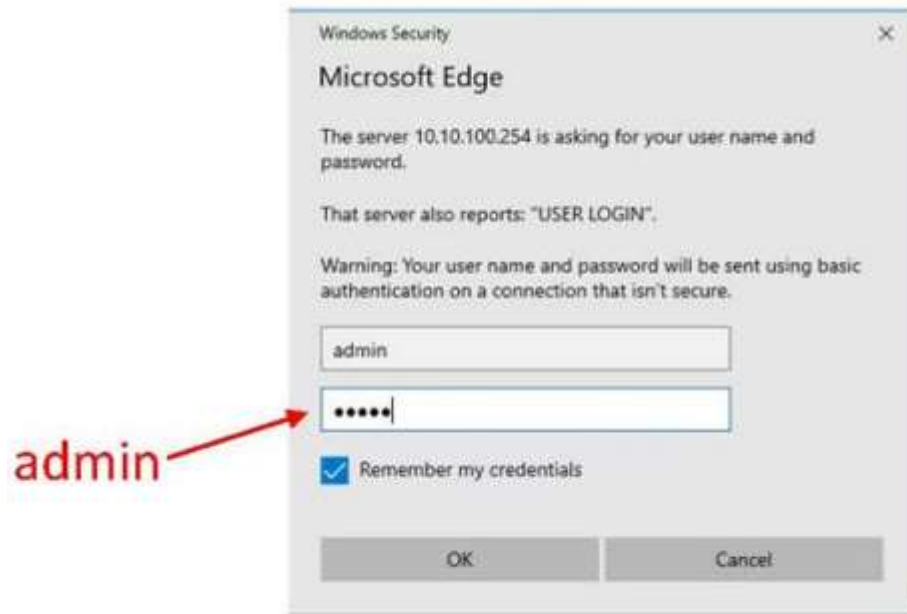 Windows Security
Microsoft Edge
The server 10.10.100.254 is asking for your user name and
password.
That server also reports: "USER LOGIN".
Warning: Your user name and password will be sent using basic
authentication on a connection that isn't secure.
admin
•••••
admin
Remember my credentials
OK
Cancel